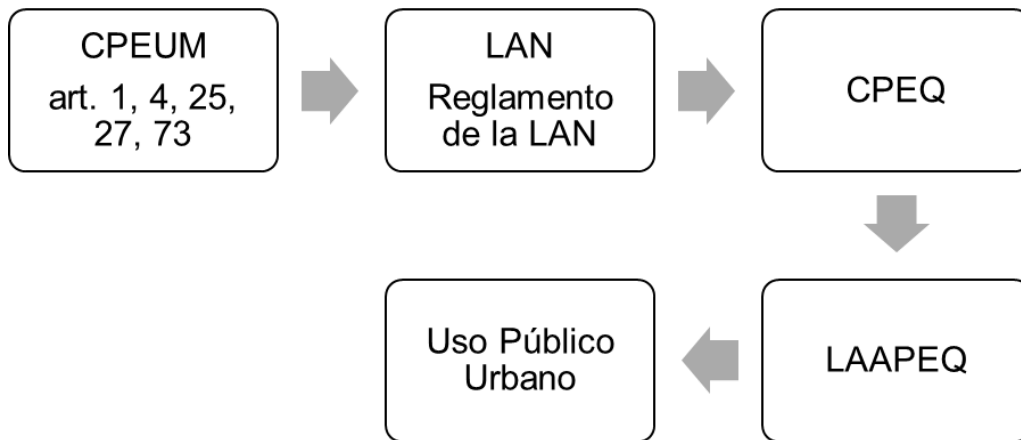 CPEUM
art. 1, 4, 25,
27, 73
LAN
Reglamento
de la LAN
CPEQ
LAAPEQ
Uso Público
Urbano